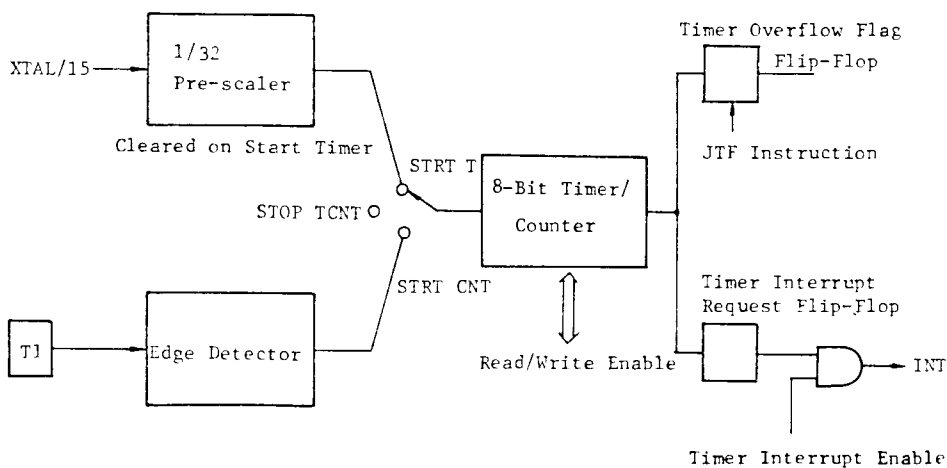 Timer Overflow Flag
Flip-Flop
1/32
Pre-scaler
XTAL/15
Cleared on Start Timer
JTF Instruction
STRT T
8-Bit Timer/
Counter
STOP TCNT
STRT CNT
Timer Interrupt
Request Flip-Flop
T1
Edge Detector
Read/Write Enable
INT
Timer Interrupt Enable